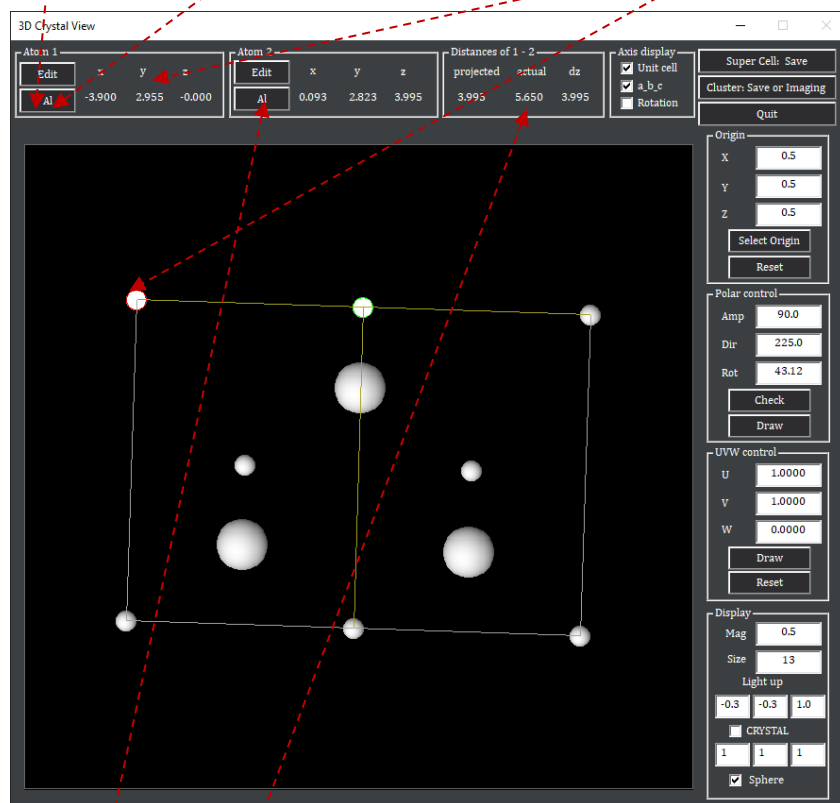 3D Crystal View
Atom 1
Edit x y z
Al -3.900 2.955 -0.000
Atom 2
Edit x y z
Al 0.093 2.823 3.995
Distances of 1 - 2
projected actual dz
3.995 5.650 3.995
Axis display
Unit cell
a_b_c
Rotation
Super Cell: Save
Cluster: Save or Imaging
Quit
Origin
X 0.5
Y 0.5
Z 0.5
Select Origin
Reset
Polar control
Amp 90.0
Dir 225.0
Rot 43.12
Check
Draw
UVW control
U 1.0000
V 1.0000
W 0.0000
Draw
Reset
Display
Mag 0.5
Size 13
Light up
-0.3 -0.3 1.0
CRYSTAL
1 1 1
Sphere